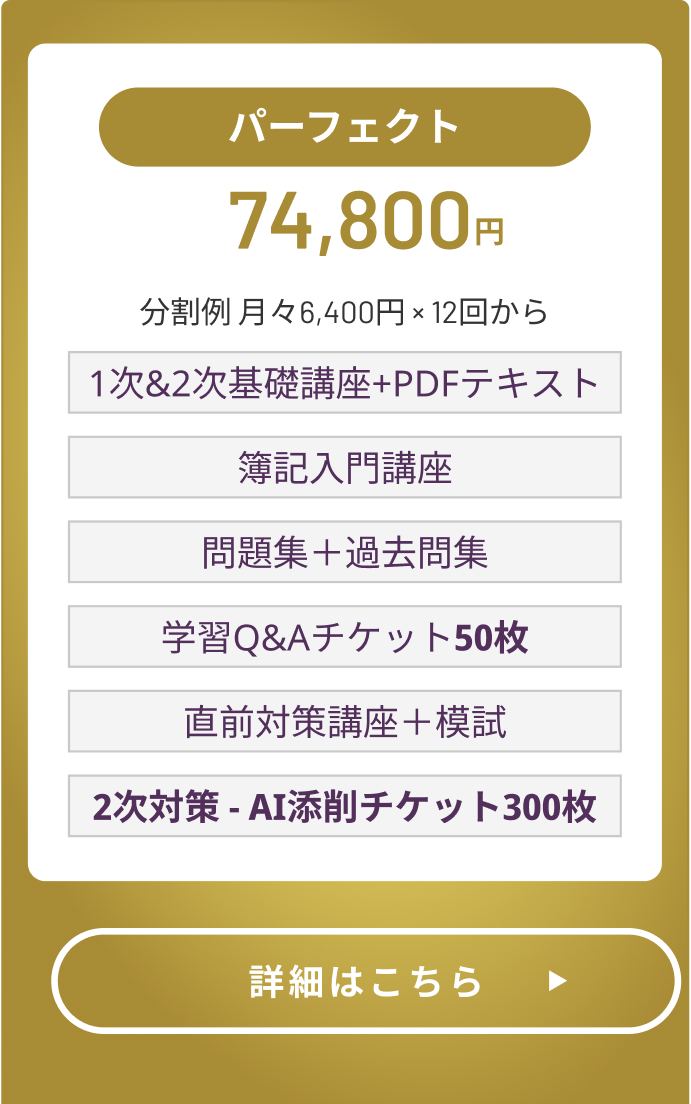 パーフェクト
74,800円
分割例 月々6,400円 × 12回から
1次&2次基礎講座+PDFテキスト
簿記入門講座
問題集＋過去問集
学習Q&Aチケット50枚
直前対策講座＋模試
2次対策 - AI添削チケット300枚
詳細はこちら ▶